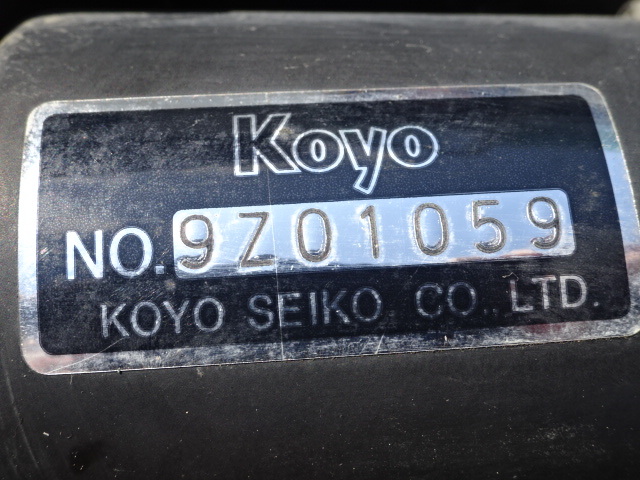 Koyo
NO. 9Z01059
KOYO SEIKO CO., LTD.